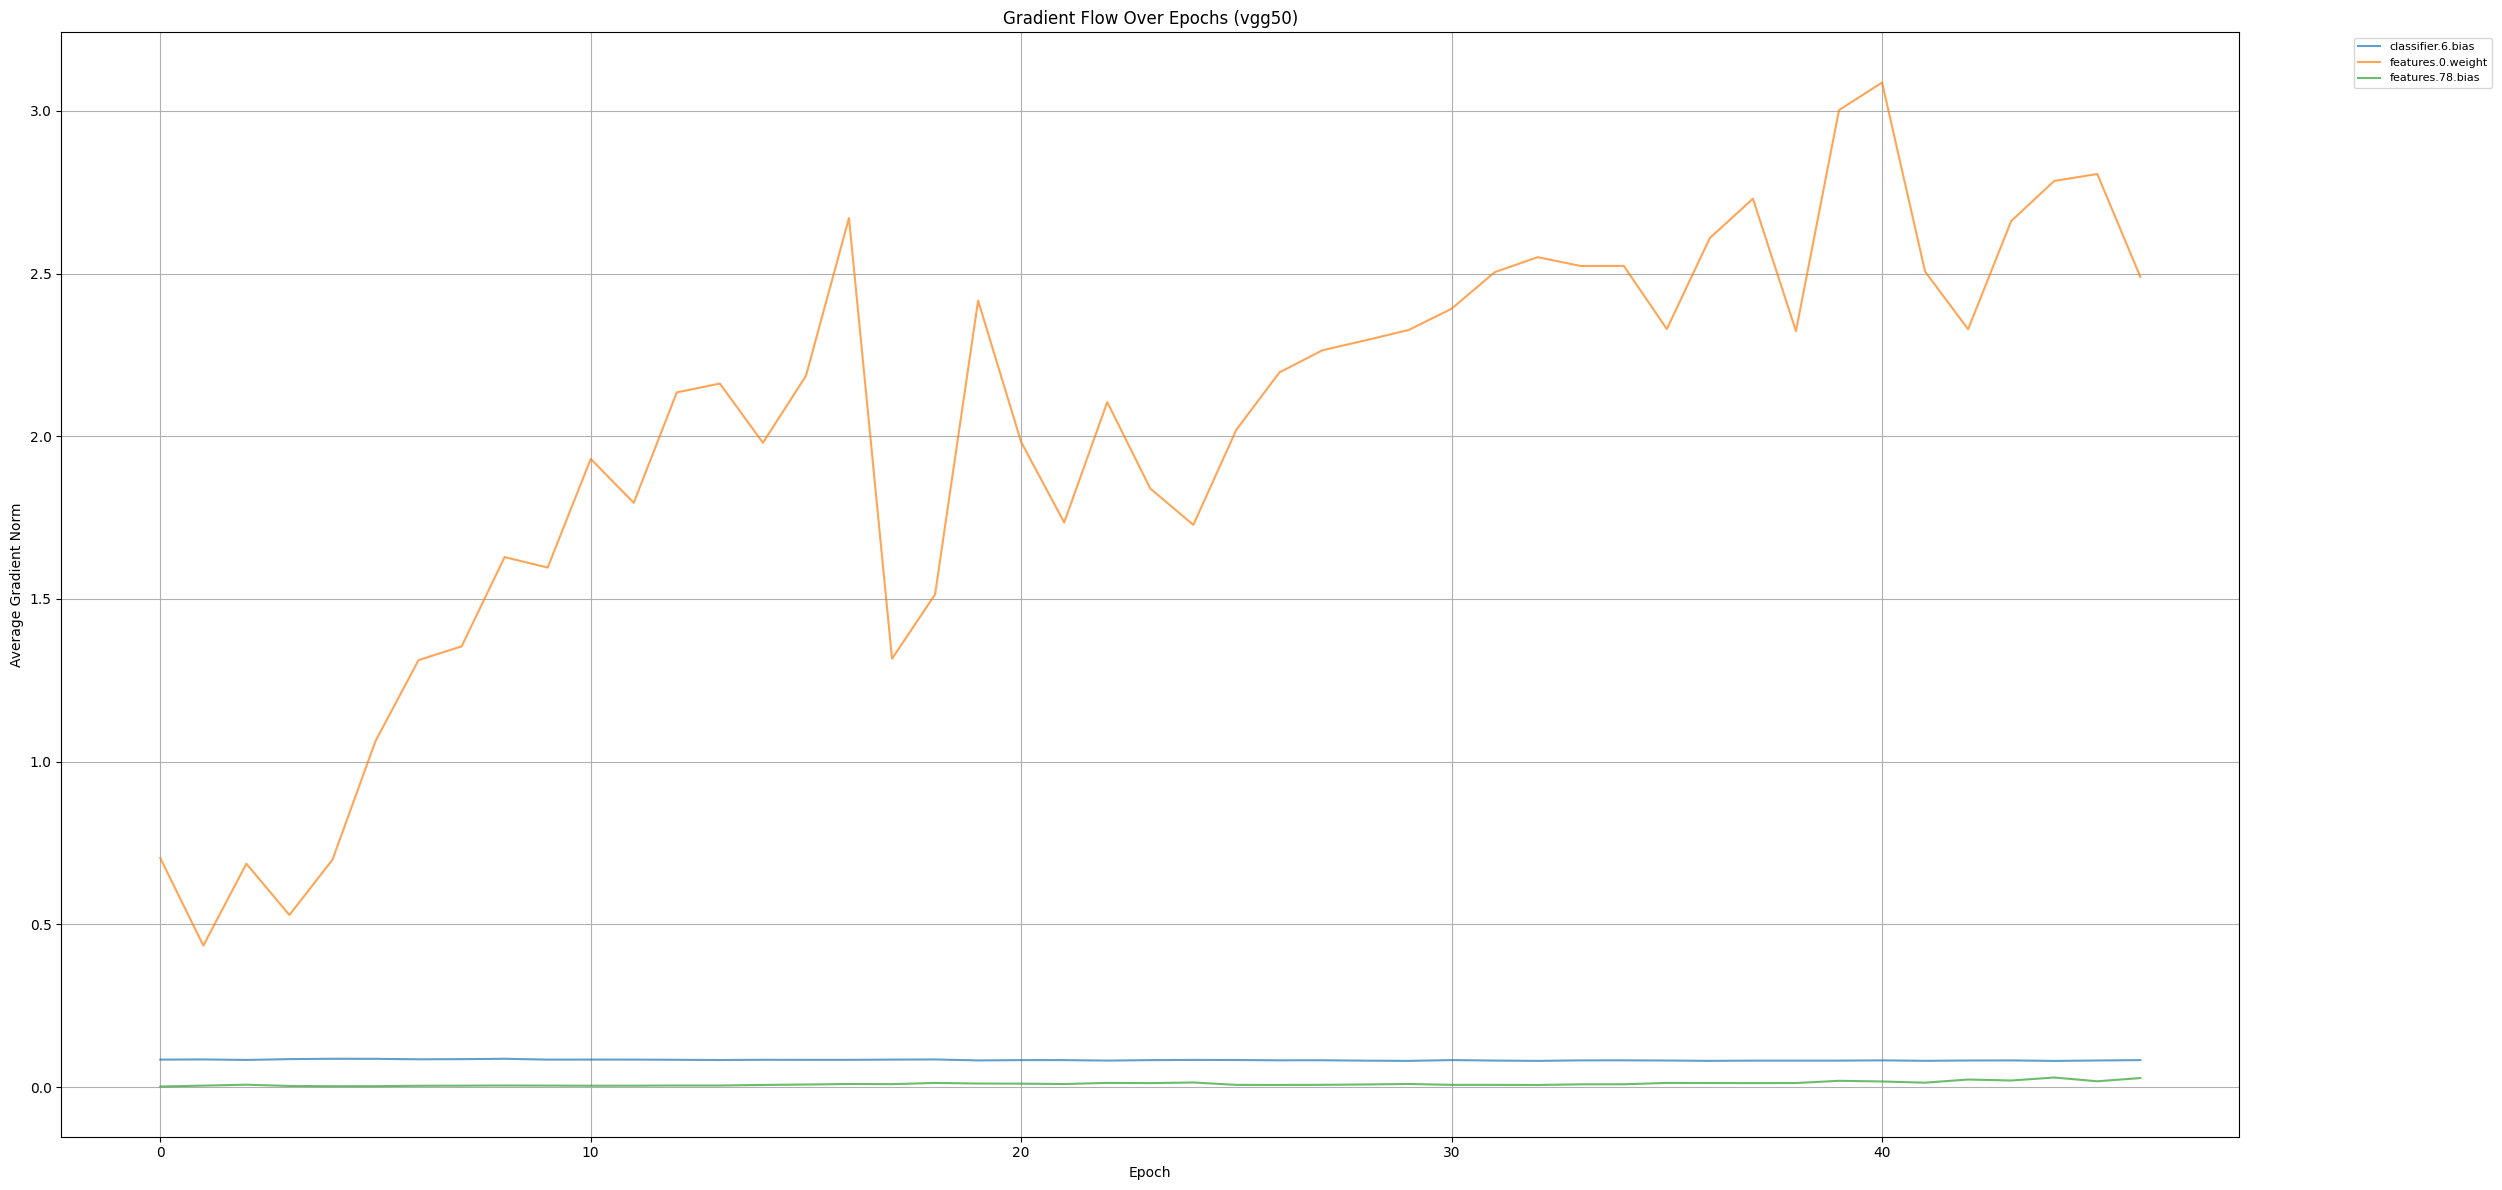 Gradient Flow Over Epochs (vgg50)
classifier.6.bias
features.0.weight
features.78.bias
Average Gradient Norm
3.0
2.5
2.0
1.5
1.0
0.5
0.0
0 10 20 30 40
Epoch